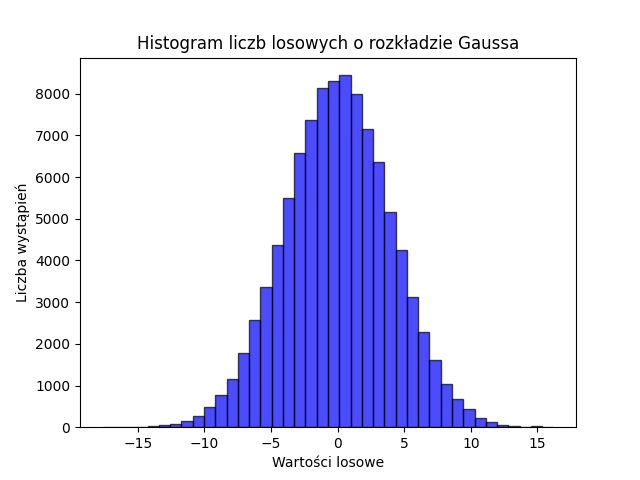 Histogram liczb losowych o rozkładzie Gaussa
Liczba wystąpień
8000
7000
6000
5000
4000
3000
2000
1000
0
−15 −10 −5 0 5 10 15
Wartości losowe